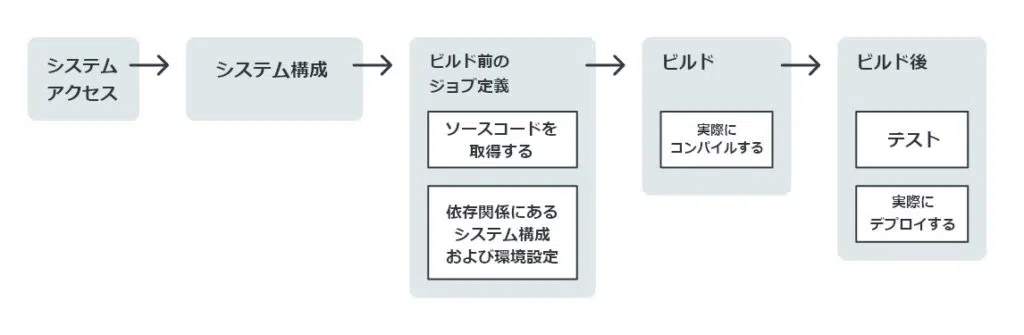 システム
アクセス
システム構成
ビルド前の
ジョブ定義
ソースコードを
取得する
依存関係にある
システム構成
および環境設定
ビルド
実際に
コンパイルする
ビルド後
テスト
実際に
デプロイする